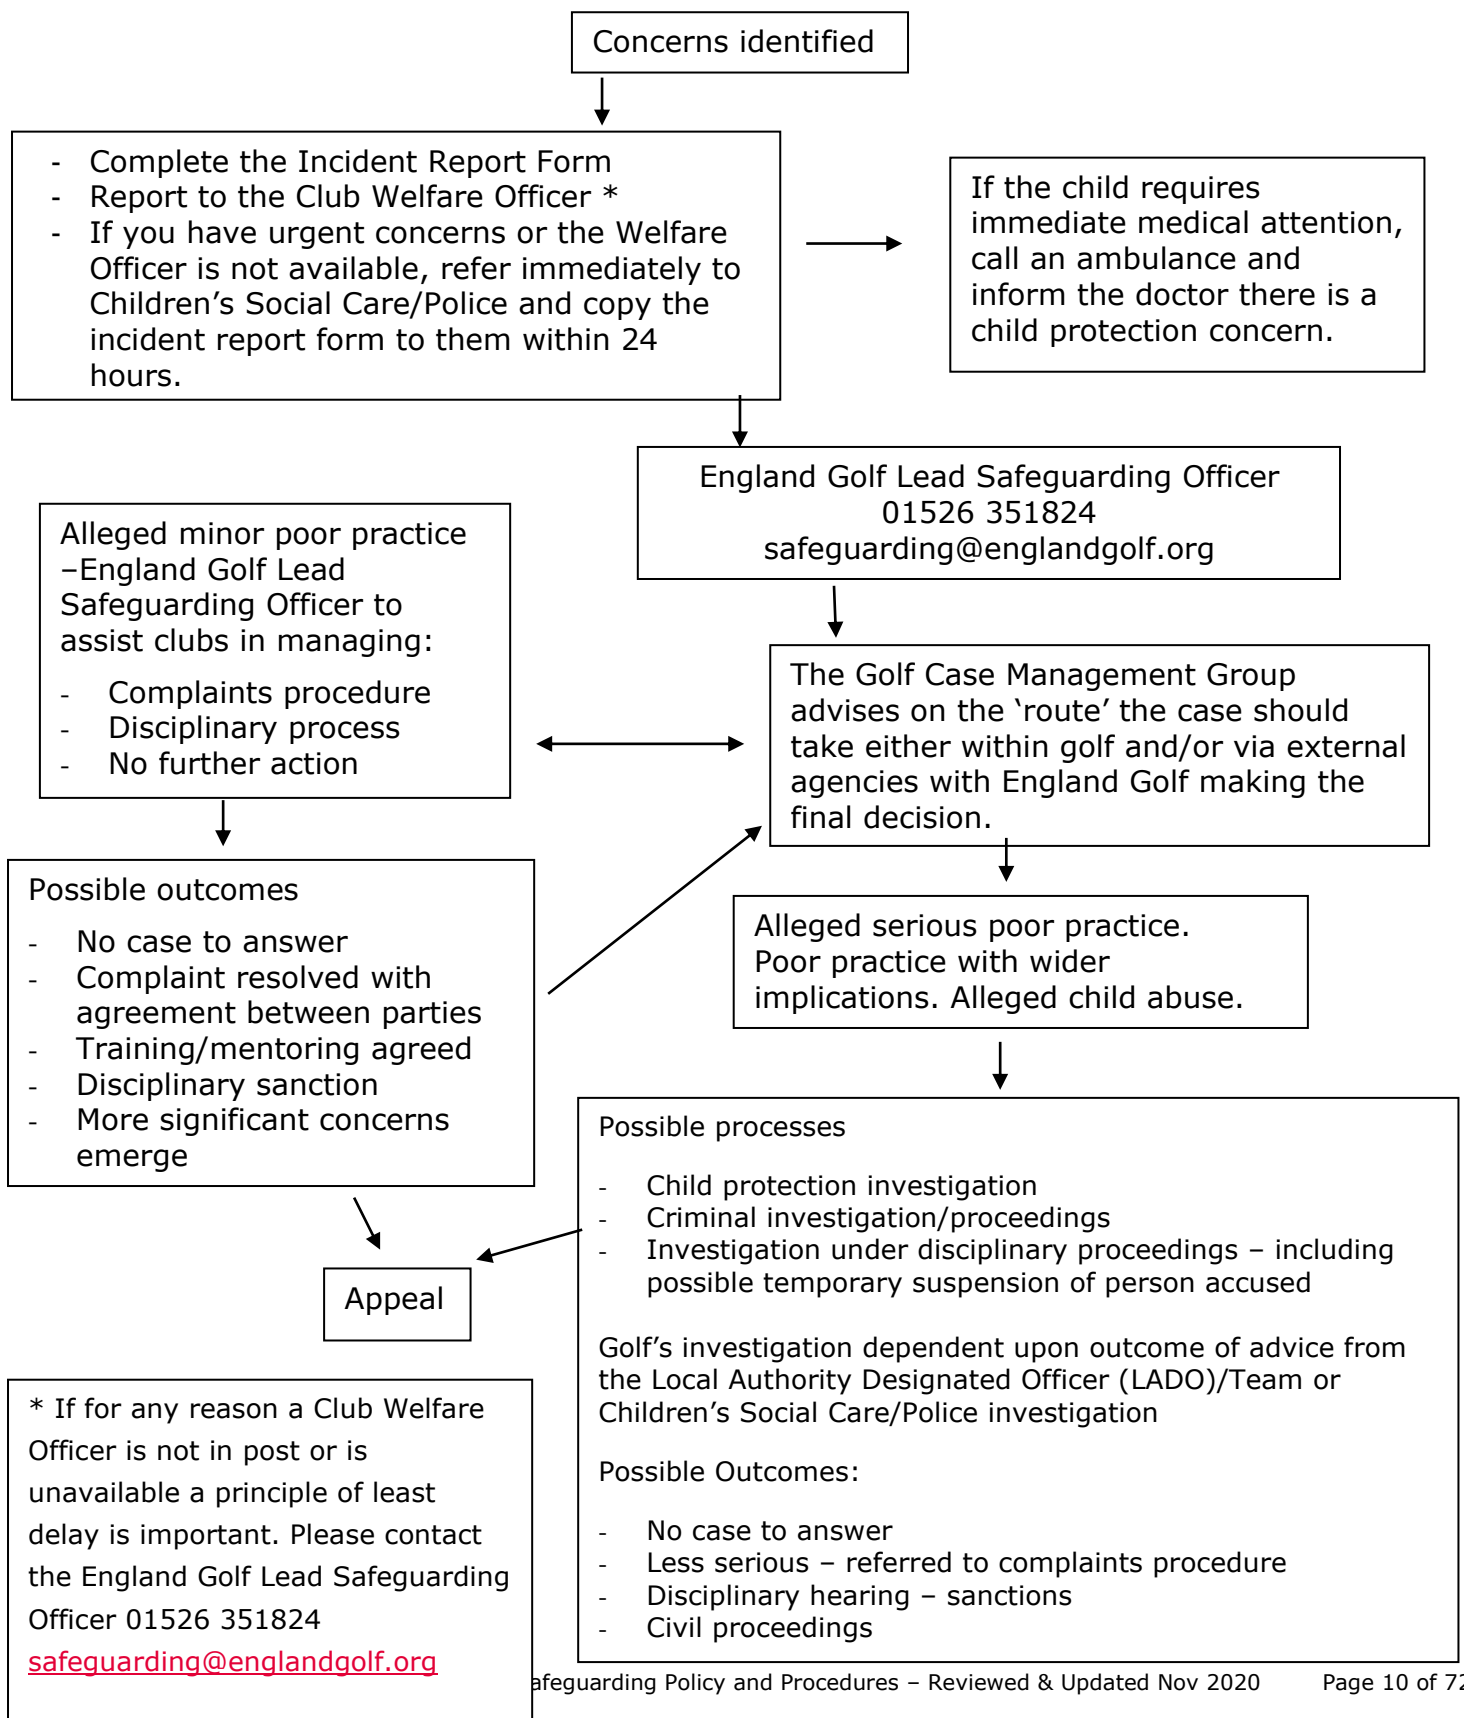 Concerns identified
- Complete the Incident Report Form
- Report to the Club Welfare Officer *
- If you have urgent concerns or the Welfare
Officer is not available, refer immediately to
Children’s Social Care/Police and copy the
incident report form to them within 24
hours.
If the child requires
immediate medical attention,
call an ambulance and
inform the doctor there is a
child protection concern.
England Golf Lead Safeguarding Officer
01526 351824
safeguarding@englandgolf.org
Alleged minor poor practice
–England Golf Lead
Safeguarding Officer to
assist clubs in managing:
- Complaints procedure
- Disciplinary process
- No further action
The Golf Case Management Group
advises on the ‘route’ the case should
take either within golf and/or via external
agencies with England Golf making the
final decision.
Possible outcomes
- No case to answer
- Complaint resolved with
agreement between parties
- Training/mentoring agreed
- Disciplinary sanction
- More significant concerns
emerge
Alleged serious poor practice.
Poor practice with wider
implications. Alleged child abuse.
Possible processes
- Child protection investigation
- Criminal investigation/proceedings
- Investigation under disciplinary proceedings – including
possible temporary suspension of person accused
Golf’s investigation dependent upon outcome of advice from
the Local Authority Designated Officer (LADO)/Team or
Children’s Social Care/Police investigation
Possible Outcomes:
- No case to answer
- Less serious – referred to complaints procedure
- Disciplinary hearing – sanctions
- Civil proceedings
Appeal
* If for any reason a Club Welfare
Officer is not in post or is
unavailable a principle of least
delay is important. Please contact
the England Golf Lead Safeguarding
Officer 01526 351824
safeguarding@englandgolf.org
afeguarding Policy and Procedures – Reviewed & Updated Nov 2020 Page 10 of 72